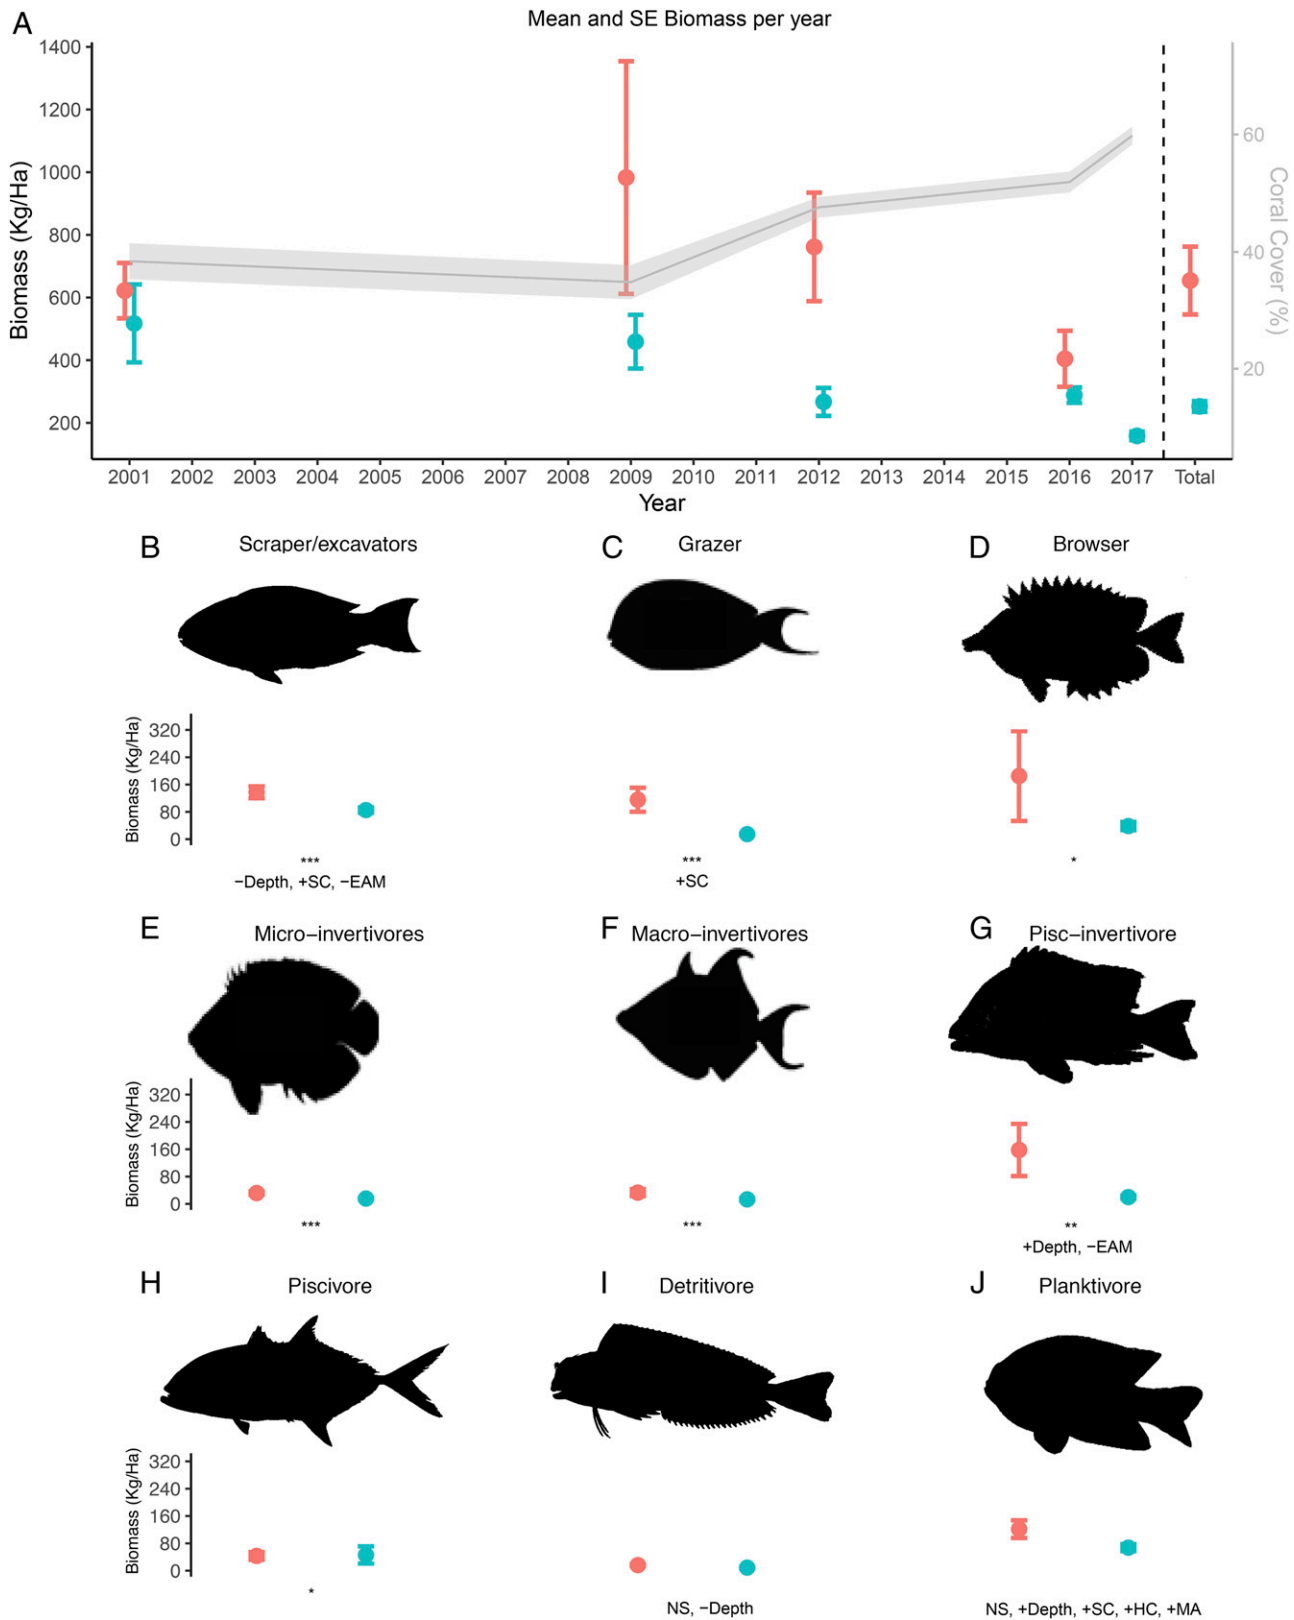 A
Mean and SE Biomass per year
1400
1200
1000
800
600
400
200
Biomass (Kg/Ha)
60
40
20
Coral Cover (%)
2001 2002 2003 2004 2005 2006 2007 2008 2009 2010 2011 2012 2013 2014 2015 2016 2017 Total
Year
B Scraper/excavators
C Grazer
D Browser
Biomass (Kg/Ha)
320
240
160
80
0
*** *** *
−Depth, +SC, −EAM
+SC
E Micro−invertivores
F Macro−invertivores
G Pisc−invertivore
Biomass (Kg/Ha)
320
240
160
80
0
*** *** **
+Depth, −EAM
H Piscivore
I Detritivore
J Planktivore
Biomass (Kg/Ha)
320
240
160
80
0
*
NS, −Depth
NS, +Depth, +SC, +HC, +MA